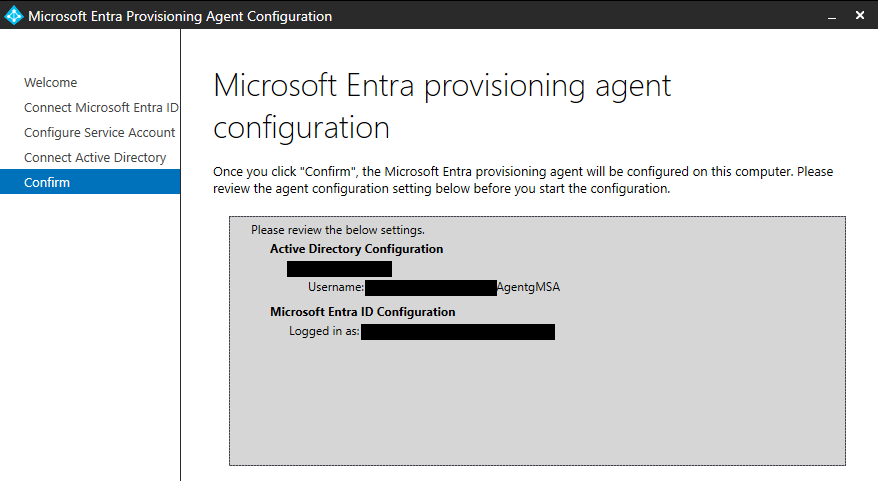 Microsoft Entra Provisioning Agent Configuration
Welcome
Connect Microsoft Entra ID
Configure Service Account
Connect Active Directory
Confirm
Microsoft Entra provisioning agent
configuration
Once you click "Confirm", the Microsoft Entra provisioning agent will be configured on this computer. Please
review the agent configuration setting below before you start the configuration.
Please review the below settings.
Active Directory Configuration
Username: AgentgMSA
Microsoft Entra ID Configuration
Logged in as: